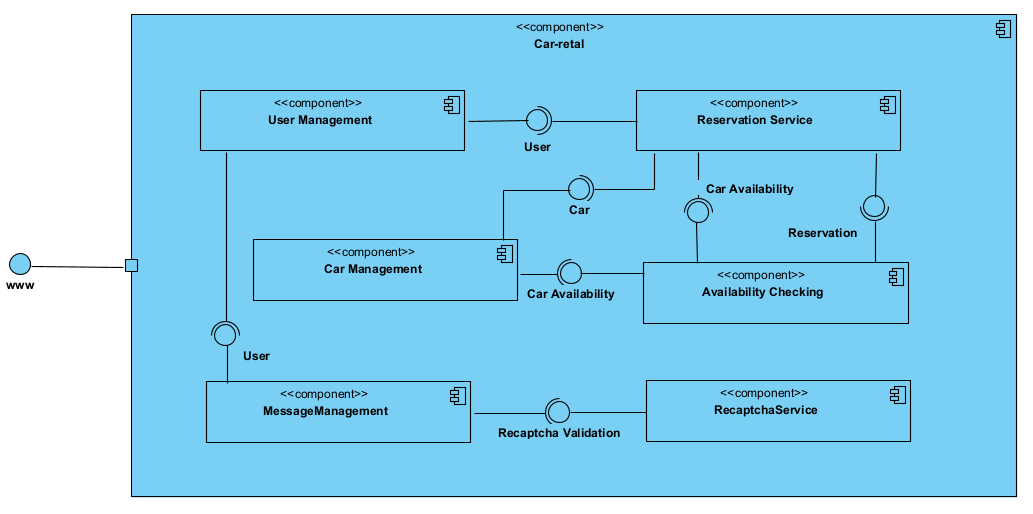 <<component>>
Car-retal
<<component>>
User Management
<<component>>
Reservation Service
User
Car Availability
Car
Reservation
<<component>>
Car Management
<<component>>
Availability Checking
www
Car Availability
User
<<component>>
MessageManagement
<<component>>
RecaptchaService
Recaptcha Validation